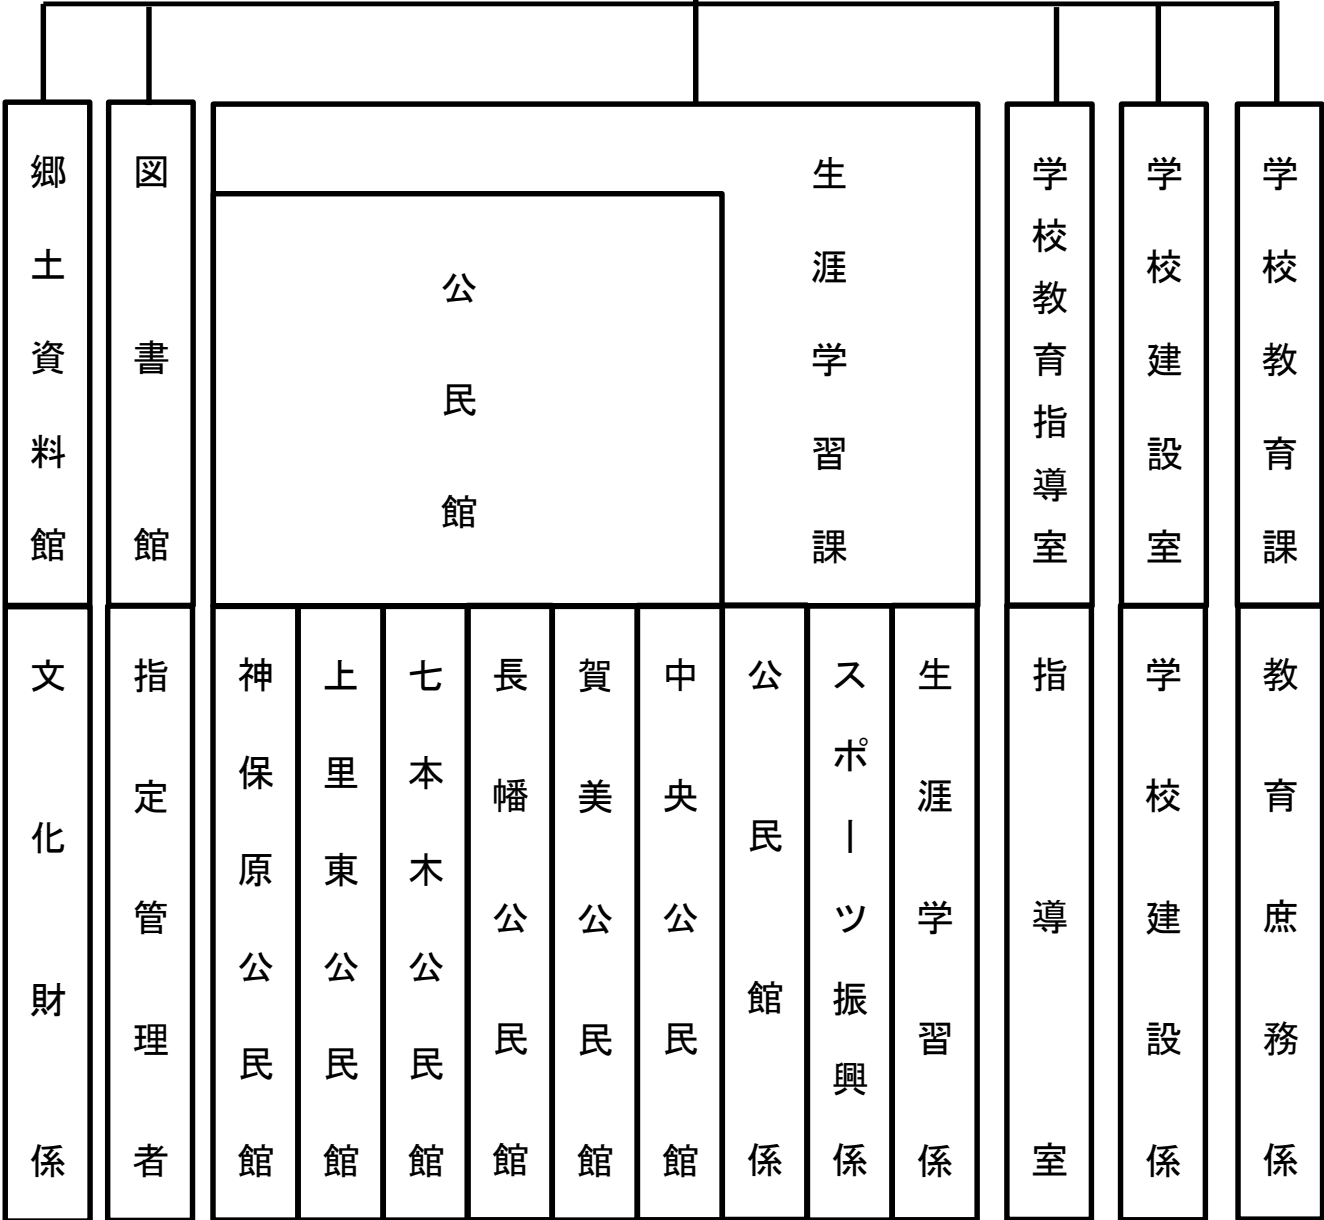 学校教育課
学校建設室
学校教育指導室
生涯学習課
公民館
図書館
郷土資料館
教育庶務係
学校建設係
指導室
生涯学習係
スポーツ振興係
公民館係
中央公民館
賀美公民館
長幡公民館
七本木公民館
上里東公民館
神保原公民館
指定管理者
文化財係